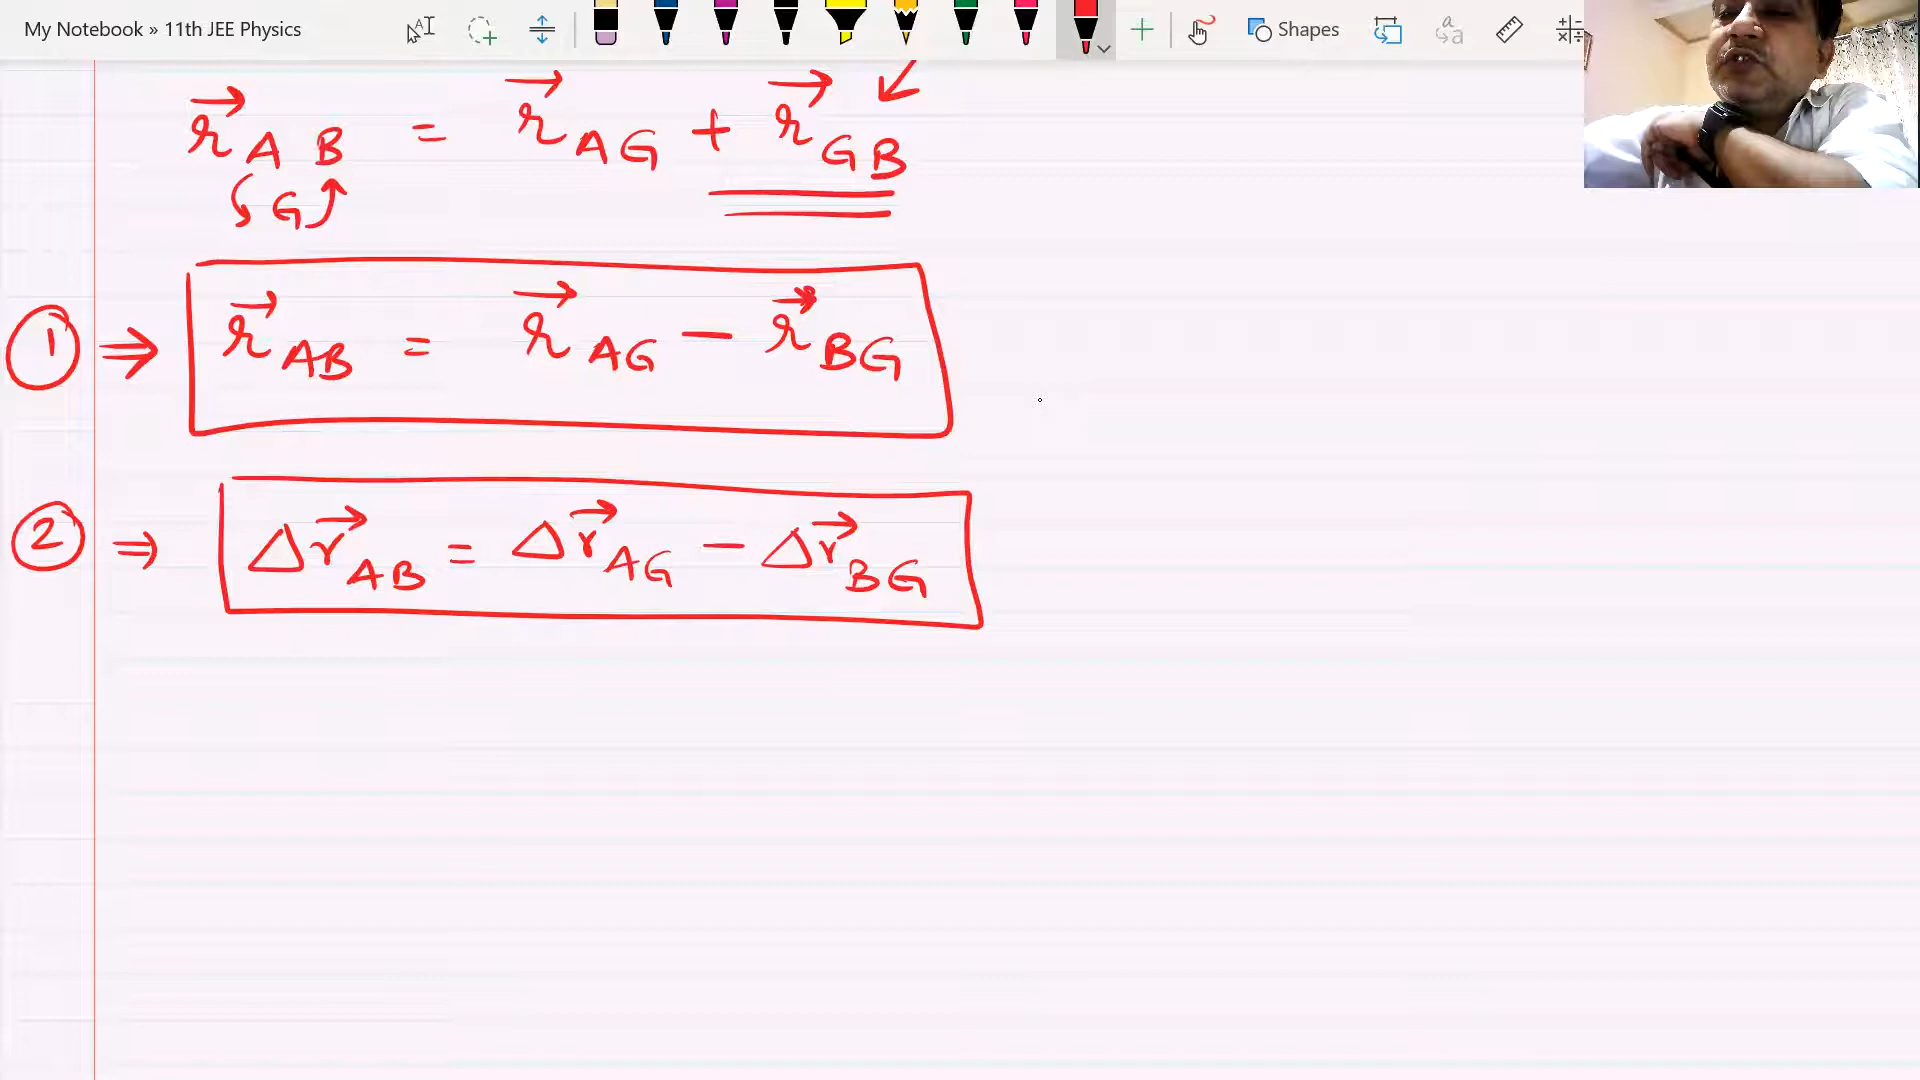 My Notebook » 11th JEE Physics
Shapes
r⃗ A B = r⃗ AG + r⃗ GB
G
① ⇒ r⃗ AB = r⃗ AG − r⃗ BG
② ⇒ Δr⃗ AB = Δr⃗ AG − Δr⃗ BG